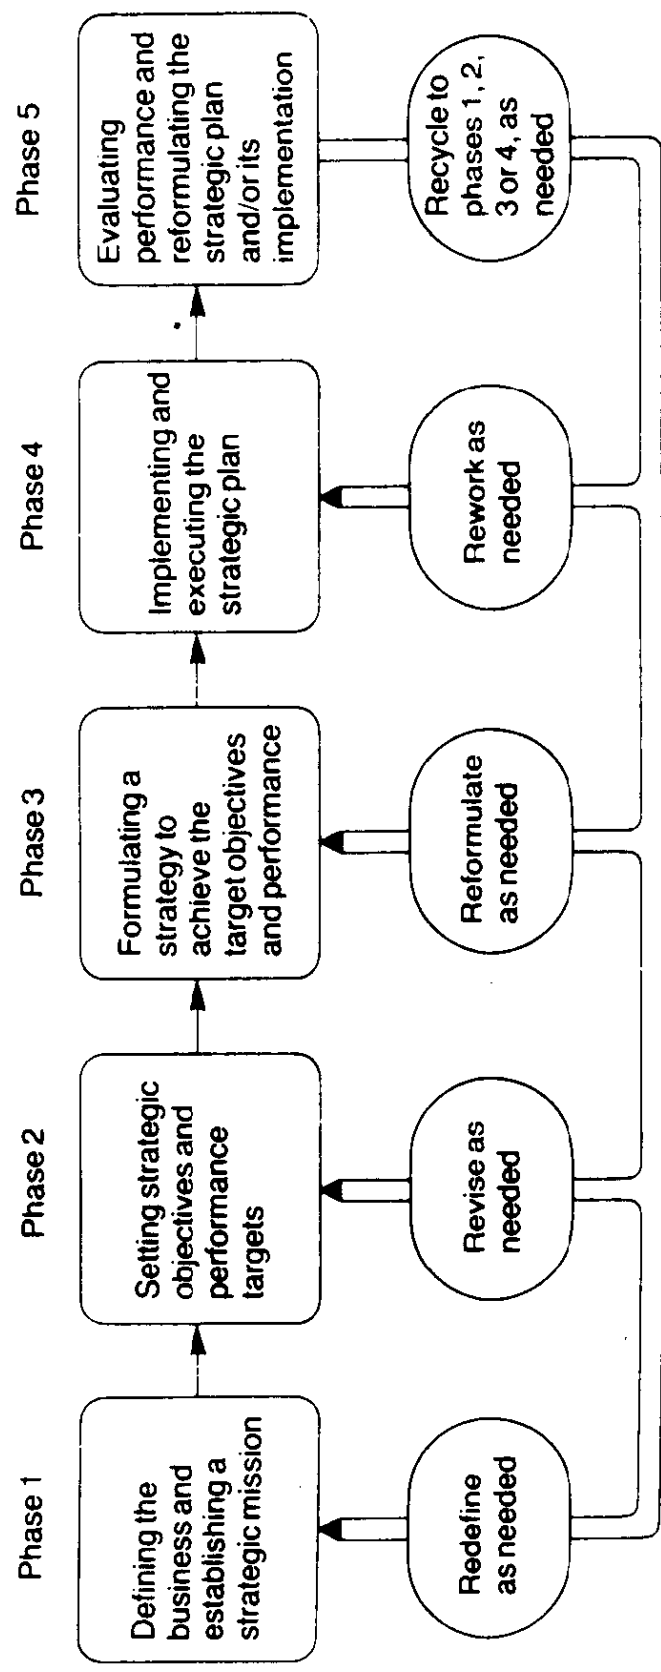 Phase 1
Defining the
business and
establishing a
strategic mission
Redefine
as needed
Phase 2
Setting strategic
objectives and
performance
targets
Revise as
needed
Phase 3
Formulating a
strategy to
achieve the
target objectives
and performance
Reformulate
as needed
Phase 4
Implementing and
executing the
strategic plan
Rework as
needed
Phase 5
Evaluating
performance and
reformulating the
strategic plan
and/or its
implementation
Recycle to
phases 1, 2,
3 or 4, as
needed